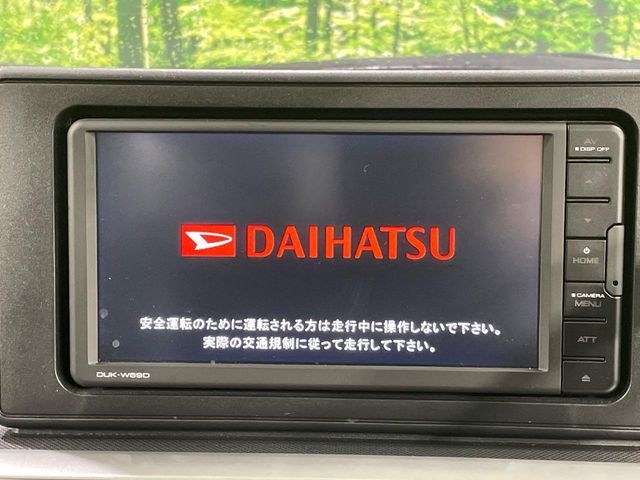 AV
DISP OFF
DAIHATSU
HOME
CAMERA
MENU
安全運転のために運転される方は走行中に操作しないで下さい。
実際の交通規制に従って走行して下さい。
ATT
DUK-W69D